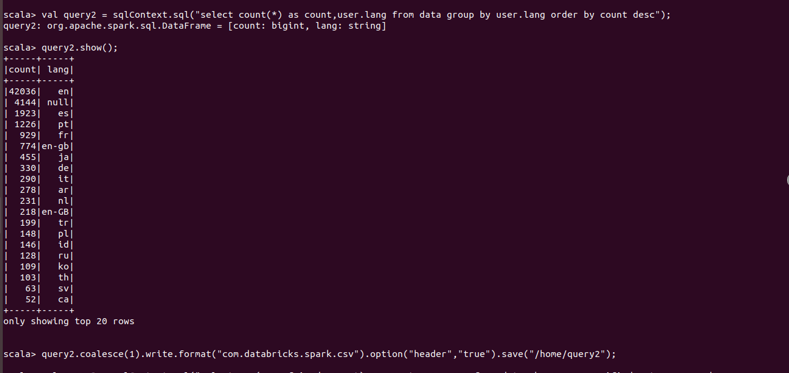 scala> val query2 = sqlContext.sql("select count(*) as count,user.lang from data group by user.lang order by count desc");
query2: org.apache.spark.sql.DataFrame = [count: bigint, lang: string]
scala> query2.show();
+-----+-----+
|count| lang|
+-----+-----+
|42036|   en|
| 4144| null|
| 1923|   es|
| 1226|   pt|
|  929|   fr|
|  774|en-gb|
|  455|   ja|
|  330|   de|
|  290|   it|
|  278|   ar|
|  231|   nl|
|  218|en-GB|
|  199|   tr|
|  148|   pl|
|  146|   id|
|  128|   ru|
|  109|   ko|
|  103|   th|
|   63|   sv|
|   52|   ca|
+-----+-----+
only showing top 20 rows
scala> query2.coalesce(1).write.format("com.databricks.spark.csv").option("header","true").save("/home/query2");